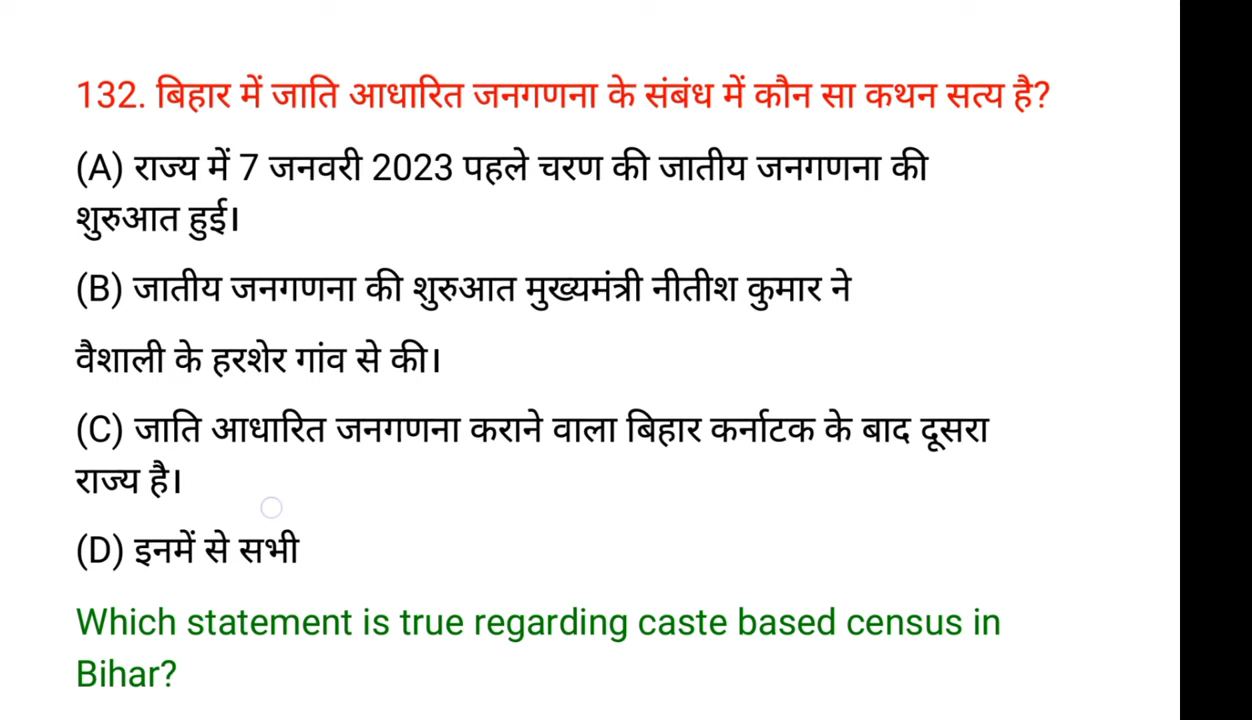 132. बिहार में जाति आधारित जनगणना के संबंध में कौन सा कथन सत्य है?
(A) राज्य में 7 जनवरी 2023 पहले चरण की जातीय जनगणना की
शुरुआत हुई।
(B) जातीय जनगणना की शुरुआत मुख्यमंत्री नीतीश कुमार ने
वैशाली के हरशेर गांव से की।
(C) जाति आधारित जनगणना कराने वाला बिहार कर्नाटक के बाद दूसरा
राज्य है।
(D) इनमें से सभी
Which statement is true regarding caste based census in
Bihar?